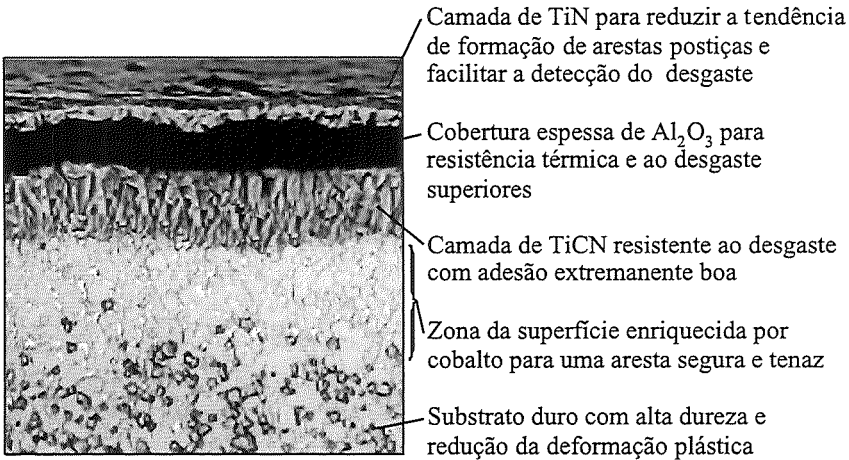 Camada de TiN para reduzir a tendência
de formação de arestas postiças e
facilitar a detecção do desgaste
Cobertura espessa de Al₂O₃ para
resistência térmica e ao desgaste
superiores
Camada de TiCN resistente ao desgaste
com adesão extremanente boa
Zona da superfície enriquecida por
cobalto para uma aresta segura e tenaz
Substrato duro com alta dureza e
redução da deformação plástica